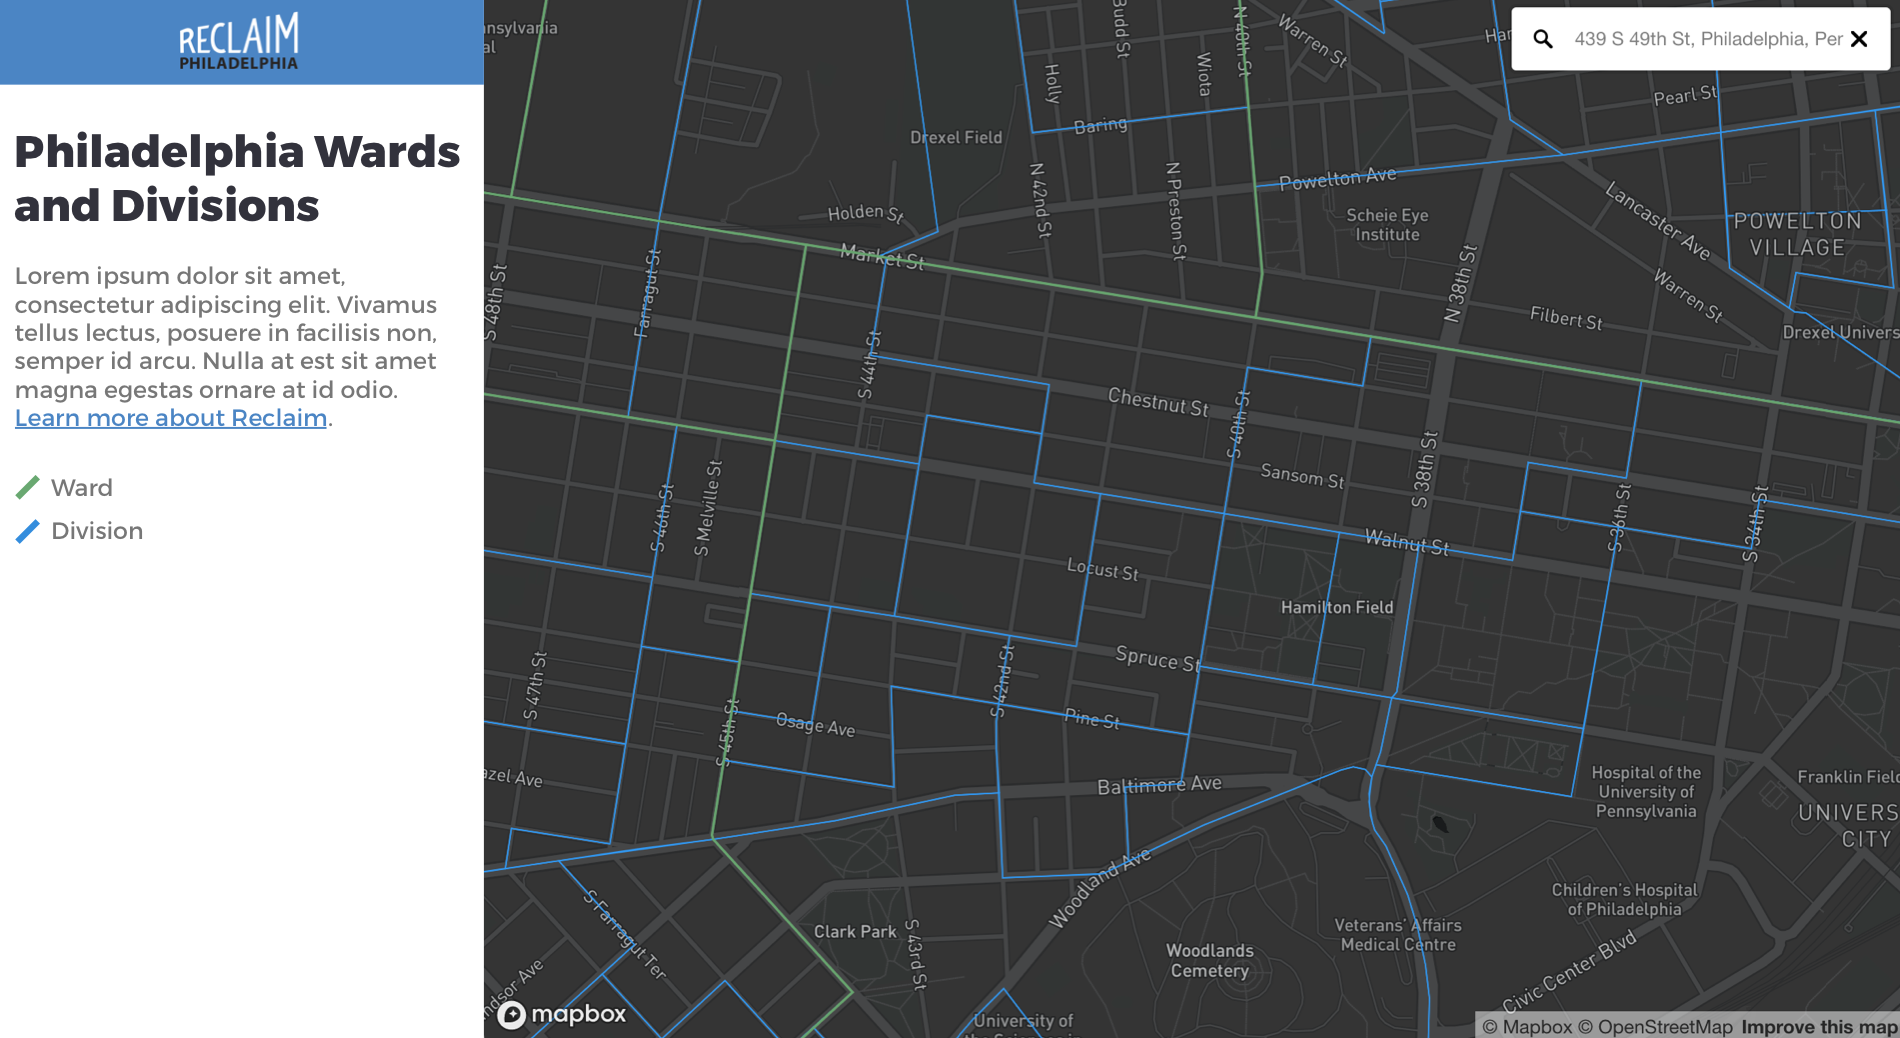 RECLAIM
PHILADELPHIA
Philadelphia Wards
and Divisions
Lorem ipsum dolor sit amet,
consectetur adipiscing elit. Vivamus
tellus lectus, posuere in facilisis non,
semper id arcu. Nulla at est sit amet
magna egestas ornare at id odio.
Learn more about Reclaim.
Ward
Division
439 S 49th St, Philadelphia, Per
nsylvania
al
Budd St
N 40th St
Warren St
Har
Holly
Wiota
Pearl St
Baring
Drexel Field
N 42nd St
N Preston St
Powelton Ave
Lancaster Ave
Holden St
Scheie Eye
Institute
POWELTON
VILLAGE
Market St
S 48th St
Farragut St
N 38th St
Warren St
Filbert St
Drexel Univers
S 44th St
Chestnut St
S 40th St
Sansom St
S 38th St
S 46th St
S Melville St
S 36th St
S 34th St
Walnut St
Locust St
Hamilton Field
Spruce St
S 47th St
S 42nd St
S 45th St
Osage Ave
Pine St
azel Ave
Baltimore Ave
Hospital of the
University of
Pennsylvania
Franklin Field
UNIVERS
CITY
Woodland Ave
S Farragut Ter
Children's Hospital
of Philadelphia
Clark Park
S 43rd St
Veterans' Affairs
Medical Centre
Woodlands
Cemetery
Civic Center Blvd
ndsor Ave
mapbox
University of
the Sciences in
© Mapbox © OpenStreetMap Improve this map